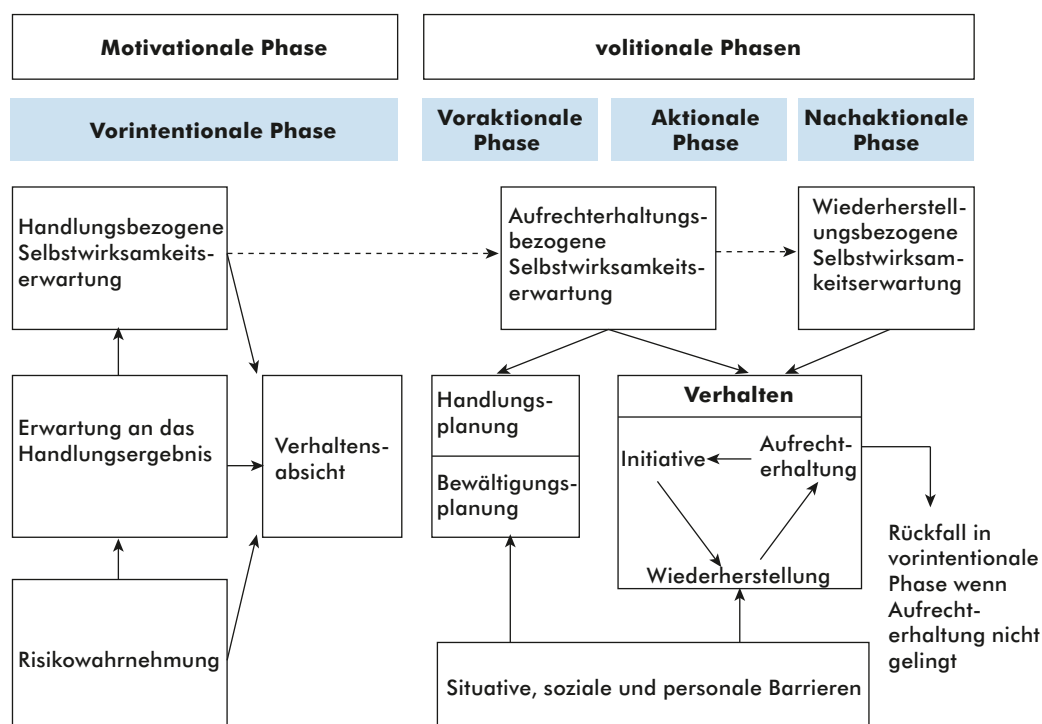 Motivationale Phase
volitionale Phasen
Vorintentionale Phase
Voraktionale
Phase
Aktionale
Phase
Nachaktionale
Phase
Handlungsbezogene
Selbstwirksamkeits-
erwartung
Aufrechterhaltungs-
bezogene
Selbstwirksamkeits-
erwartung
Wiederherstell-
ungsbezogene
Selbstwirksam-
keitserwartung
Erwartung an das
Handlungsergebnis
Verhaltens-
absicht
Handlungs-
planung
Bewältigungs-
planung
Verhalten
Initiative
Aufrecht-
erhaltung
Wiederherstellung
Rückfall in
vorintentionale
Phase wenn
Aufrecht-
erhaltung nicht
gelingt
Risikowahrnehmung
Situative, soziale und personale Barrieren